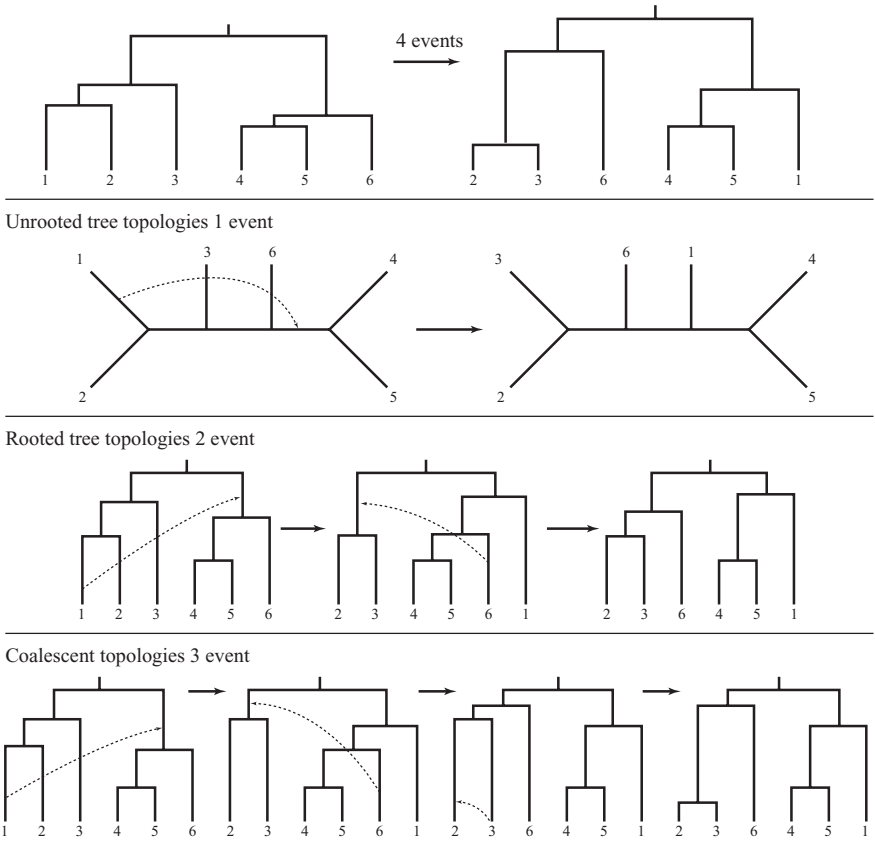 4 events
1 2 3 4 5 6
2 3 6 4 5 1
Unrooted tree topologies 1 event
1 3 6 4
2 5
3 6 1 4
2 5
Rooted tree topologies 2 event
1 2 3 4 5 6
2 3 4 5 6 1
2 3 6 4 5 1
Coalescent topologies 3 event
1 2 3 4 5 6
2 3 4 5 6 1
2 3 6 4 5 1
2 3 6 4 5 1